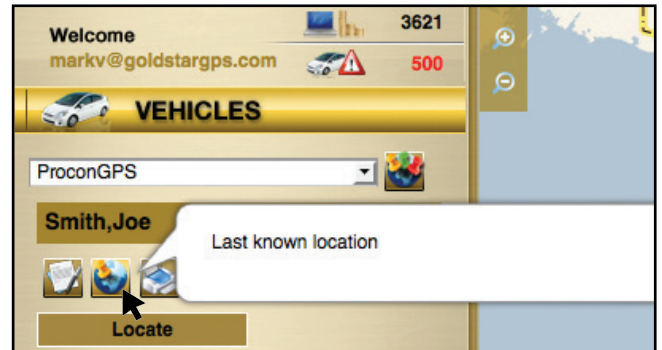 Welcome
3621
markv@goldstargps.com
500
VEHICLES
ProconGPS
Smith,Joe
Last known location
Locate